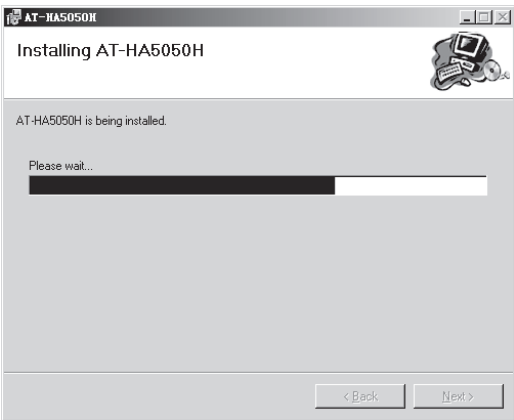 AT-HA5050H
Installing AT-HA5050H
AT-HA5050H is being installed.
Please wait...
< Back
Next >